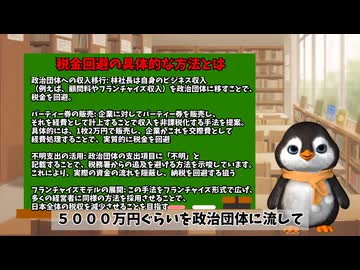 税金回避の具体的な方法とは
政治団体への収入移行: 林社長は自身のビジネス収入
（例えば、顧問料やフランチャイズ収入）を政治団体に移すことで、
税金を回避。
パーティー券の販売: 企業に対してパーティー券を販売し、
それを経費として計上することで収入を非課税化する手法を提案。
具体的には、1枚2万円で販売し、企業がこれを交際費として
経費処理することで、実質的に税金を回避
不明支出の活用: 政治団体の支出項目に「不明」と
記載することで、税務署からの追及を避ける方法を示唆しています。
これにより、実際の資金の流れを隠蔽し、納税を回避する狙う
フランチャイズモデルの展開: この手法をフランチャイズ形式で広げ、
多くの経営者に同様の方法を採用させることで、
日本全体の税収を減少させることを目指す
５０００万円ぐらいを政治団体に流して